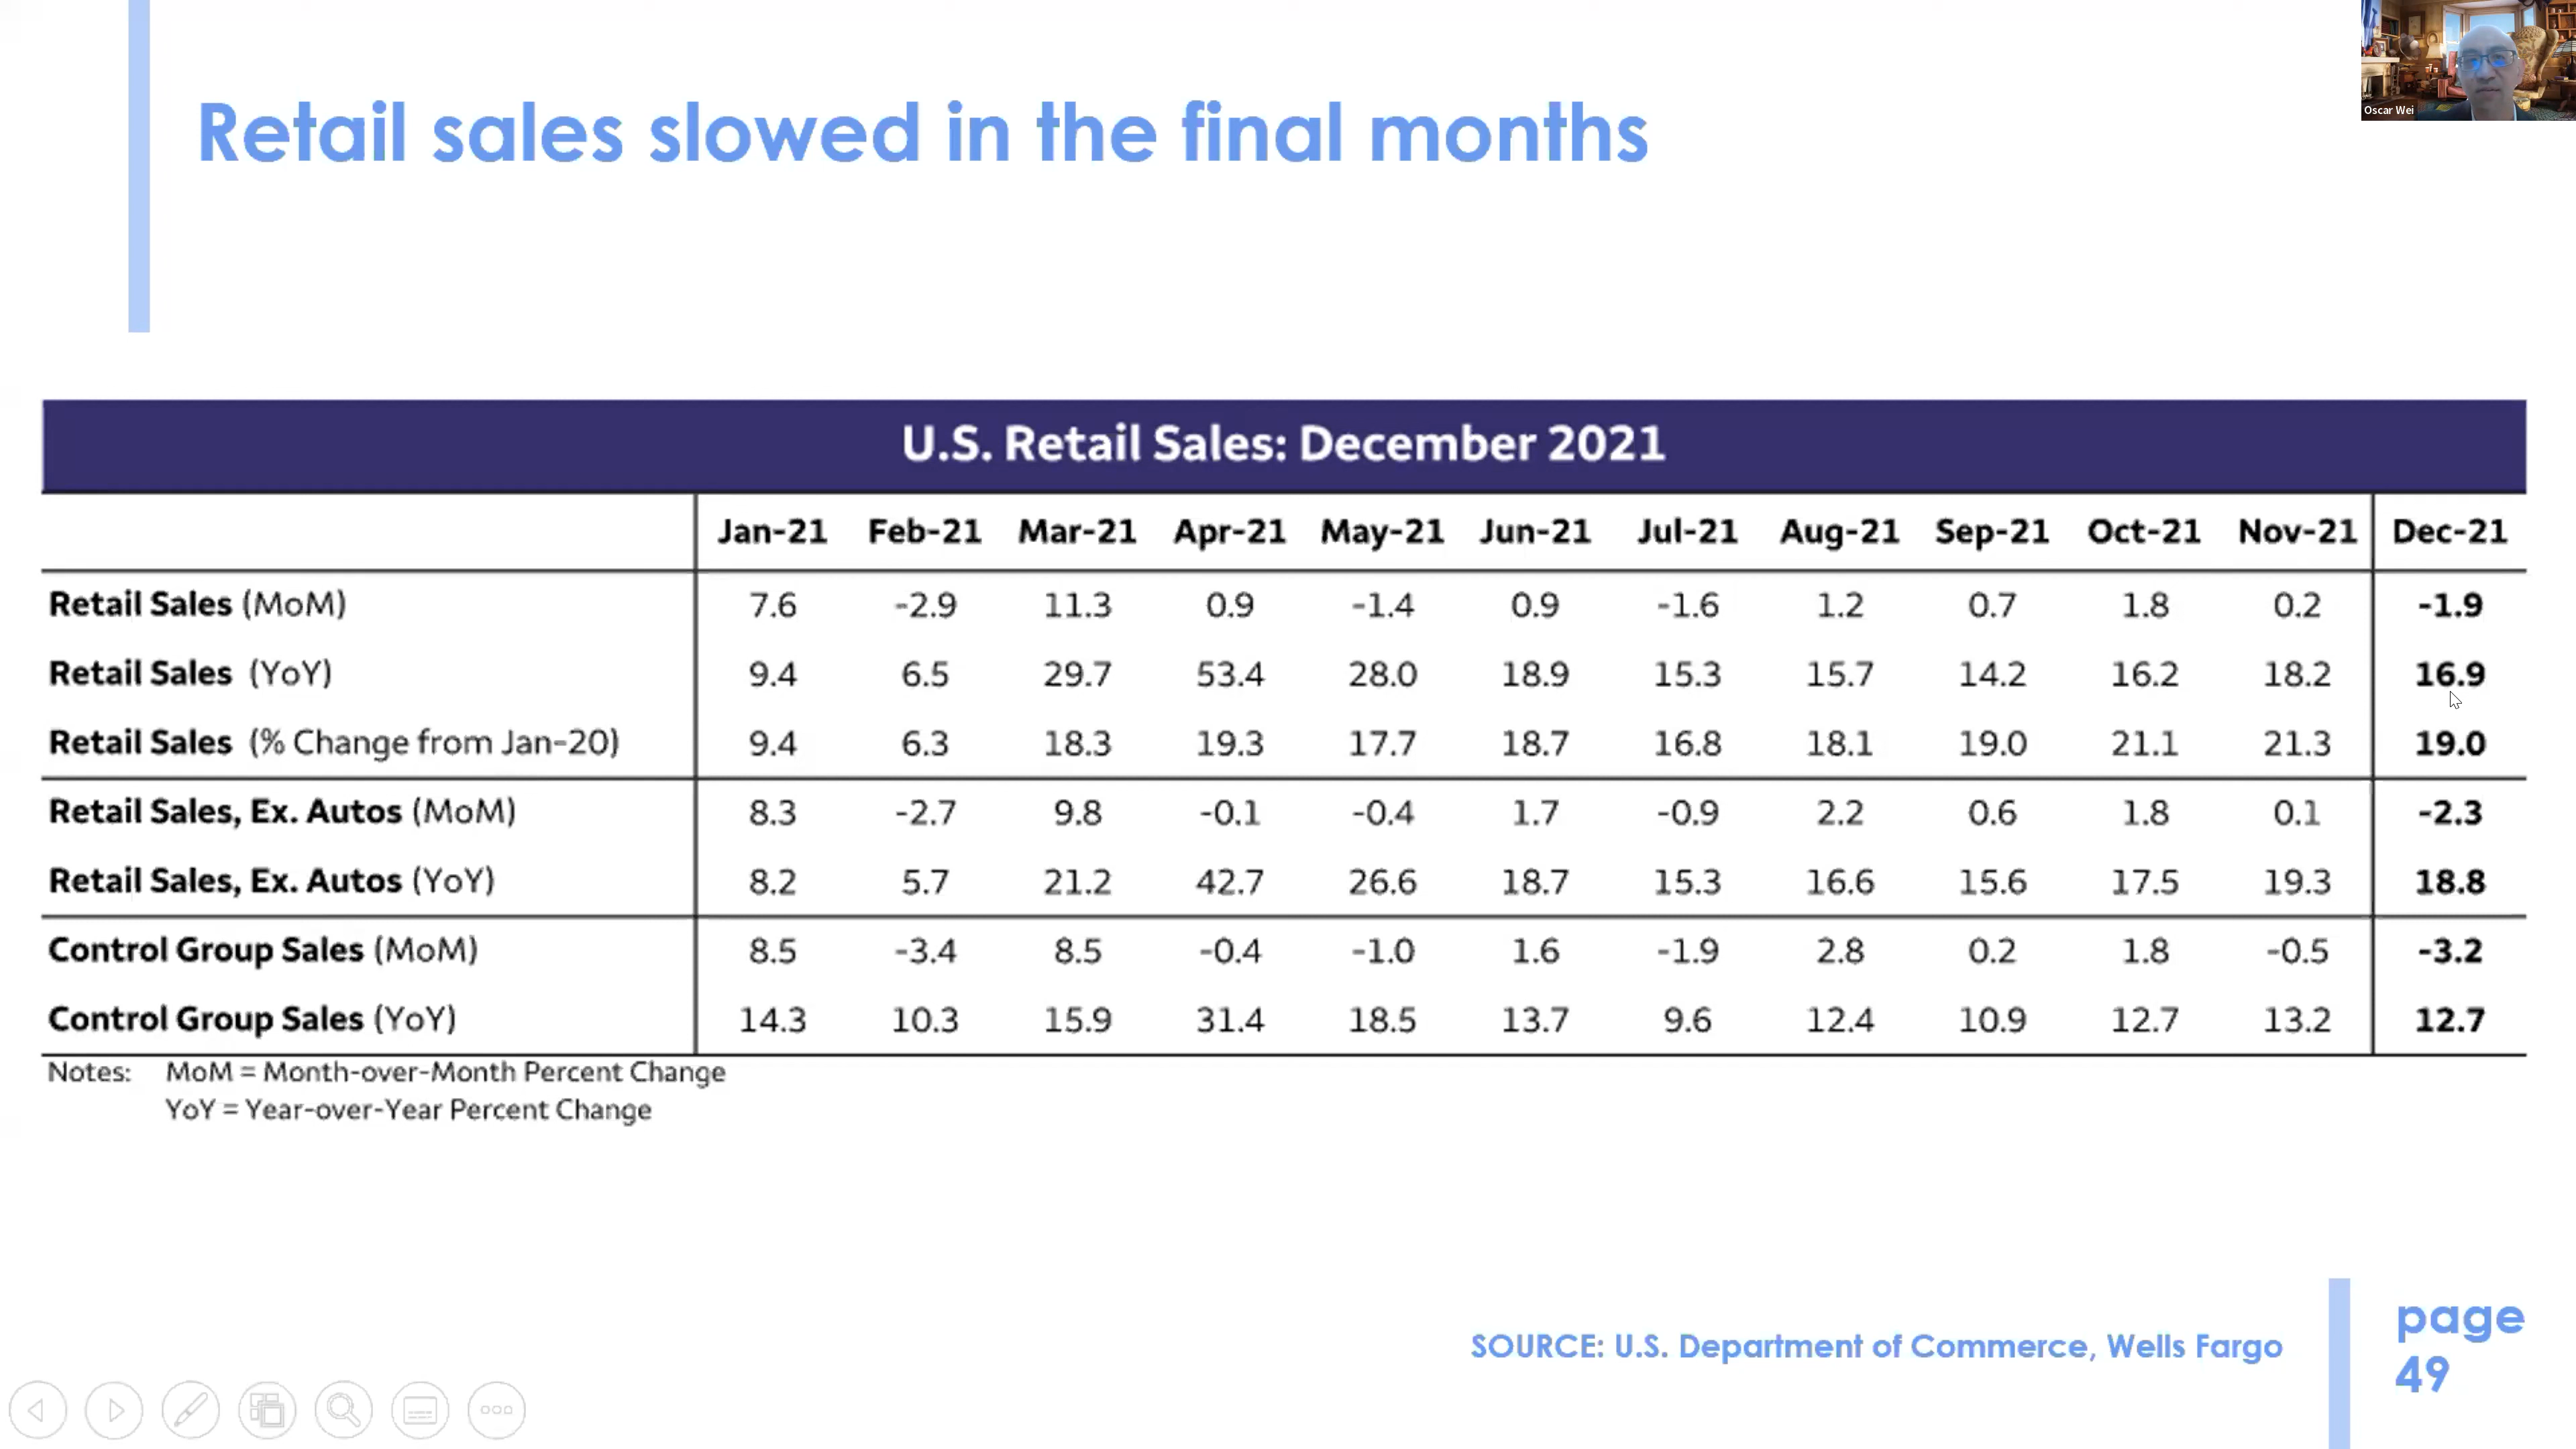 Oscar Wei
Retail sales slowed in the final months
U.S. Retail Sales: December 2021
Jan-21 Feb-21 Mar-21 Apr-21 May-21 Jun-21 Jul-21 Aug-21 Sep-21 Oct-21 Nov-21 Dec-21
Retail Sales (MoM) 7.6 -2.9 11.3 0.9 -1.4 0.9 -1.6 1.2 0.7 1.8 0.2 -1.9
Retail Sales (YoY) 9.4 6.5 29.7 53.4 28.0 18.9 15.3 15.7 14.2 16.2 18.2 16.9
Retail Sales (% Change from Jan-20) 9.4 6.3 18.3 19.3 17.7 18.7 16.8 18.1 19.0 21.1 21.3 19.0
Retail Sales, Ex. Autos (MoM) 8.3 -2.7 9.8 -0.1 -0.4 1.7 -0.9 2.2 0.6 1.8 0.1 -2.3
Retail Sales, Ex. Autos (YoY) 8.2 5.7 21.2 42.7 26.6 18.7 15.3 16.6 15.6 17.5 19.3 18.8
Control Group Sales (MoM) 8.5 -3.4 8.5 -0.4 -1.0 1.6 -1.9 2.8 0.2 1.8 -0.5 -3.2
Control Group Sales (YoY) 14.3 10.3 15.9 31.4 18.5 13.7 9.6 12.4 10.9 12.7 13.2 12.7
Notes: MoM = Month-over-Month Percent Change
YoY = Year-over-Year Percent Change
SOURCE: U.S. Department of Commerce, Wells Fargo
page
49